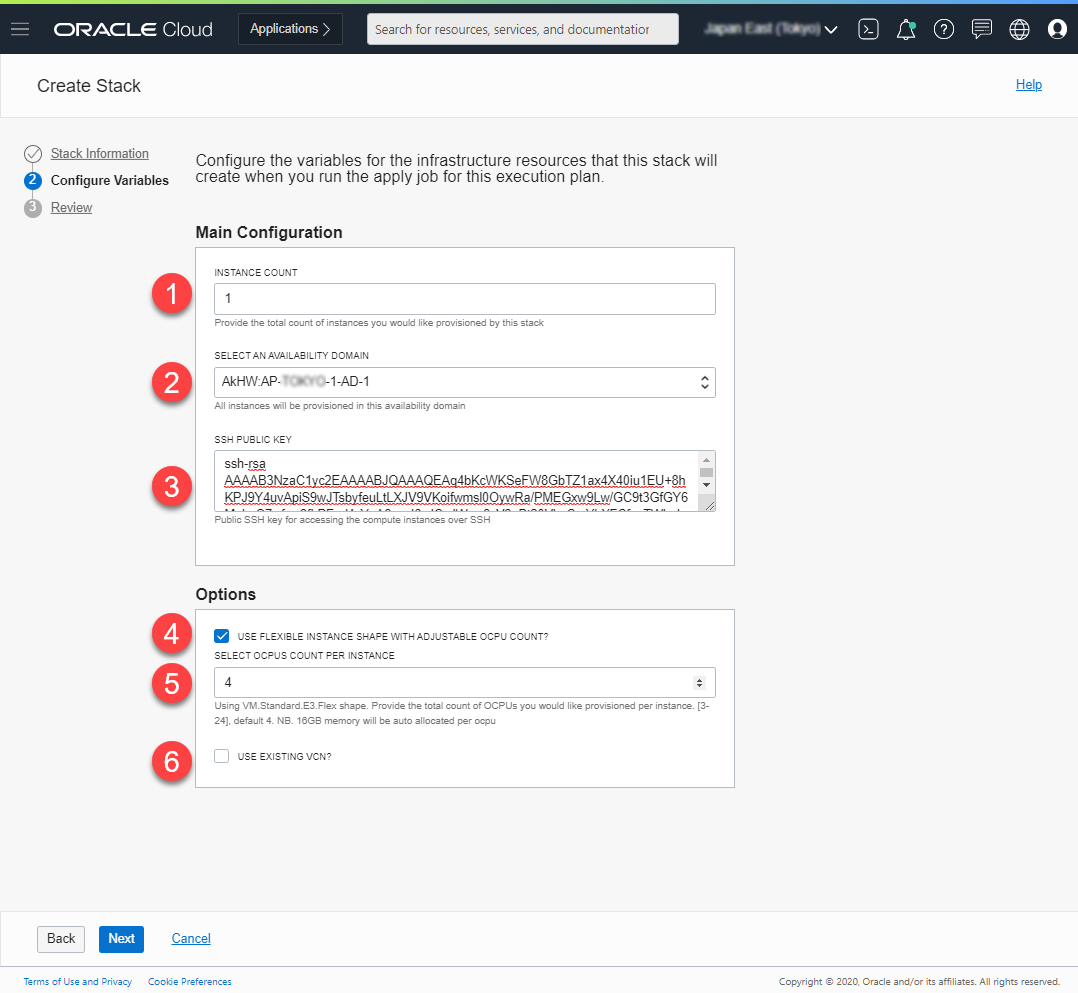 ORACLE Cloud
Applications
Search for resources, services, and documentation
Japan East (Tokyo)
Create Stack
Help
Stack Information
2 Configure Variables
3 Review
Configure the variables for the infrastructure resources that this stack will
create when you run the apply job for this execution plan.
Main Configuration
1
INSTANCE COUNT
1
Provide the total count of instances you would like provisioned by this stack
2
SELECT AN AVAILABILITY DOMAIN
AkHW:AP-TOKYO-1-AD-1
All instances will be provisioned in this availability domain
3
SSH PUBLIC KEY
ssh-rsa
AAAAB3NzaC1yc2EAAAABJQAAAQEAq4bKcWKSeFW8GbTZ1ax4X40iu1EU+8h
KPJ9Y4uvApiS9wJTsbyfeuLtLXJV9VKoifwmsl0OywRa/PMEGxw9Lw/GC9t3GfGY6
Public SSH key for accessing the compute instances over SSH
Options
4
USE FLEXIBLE INSTANCE SHAPE WITH ADJUSTABLE OCPU COUNT?
SELECT OCPUS COUNT PER INSTANCE
5
4
Using VM.Standard.E3.Flex shape. Provide the total count of OCPUs you would like provisioned per instance. [3-
24], default 4. NB. 16GB memory will be auto allocated per ocpu
6
USE EXISTING VCN?
Back
Next
Cancel
Terms of Use and Privacy
Cookie Preferences
Copyright © 2020, Oracle and/or its affiliates. All rights reserved.